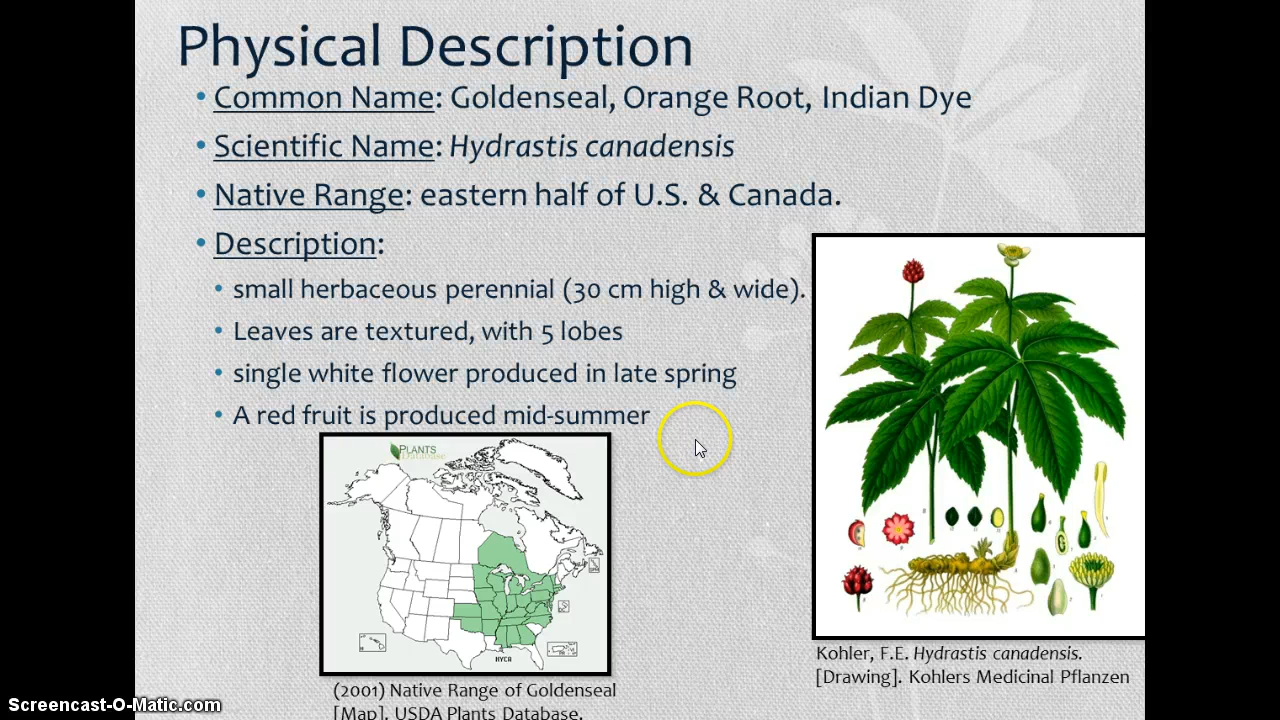 Physical Description
• Common Name: Goldenseal, Orange Root, Indian Dye
• Scientific Name: Hydrastis canadensis
• Native Range: eastern half of U.S. & Canada.
• Description:
• small herbaceous perennial (30 cm high & wide).
• Leaves are textured, with 5 lobes
• single white flower produced in late spring
• A red fruit is produced mid-summer
PLANTS
Database
HYCA
(2001) Native Range of Goldenseal
[Map]. USDA Plants Database.
Kohler, F.E. Hydrastis canadensis.
[Drawing]. Kohlers Medicinal Pflanzen
Screencast-O-Matic.com